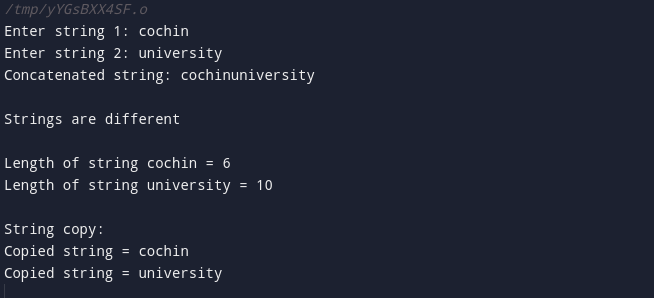 /tmp/yYGsBXX4SF.o
Enter string 1: cochin
Enter string 2: university
Concatenated string: cochinuniversity
Strings are different
Length of string cochin = 6
Length of string university = 10
String copy:
Copied string = cochin
Copied string = university